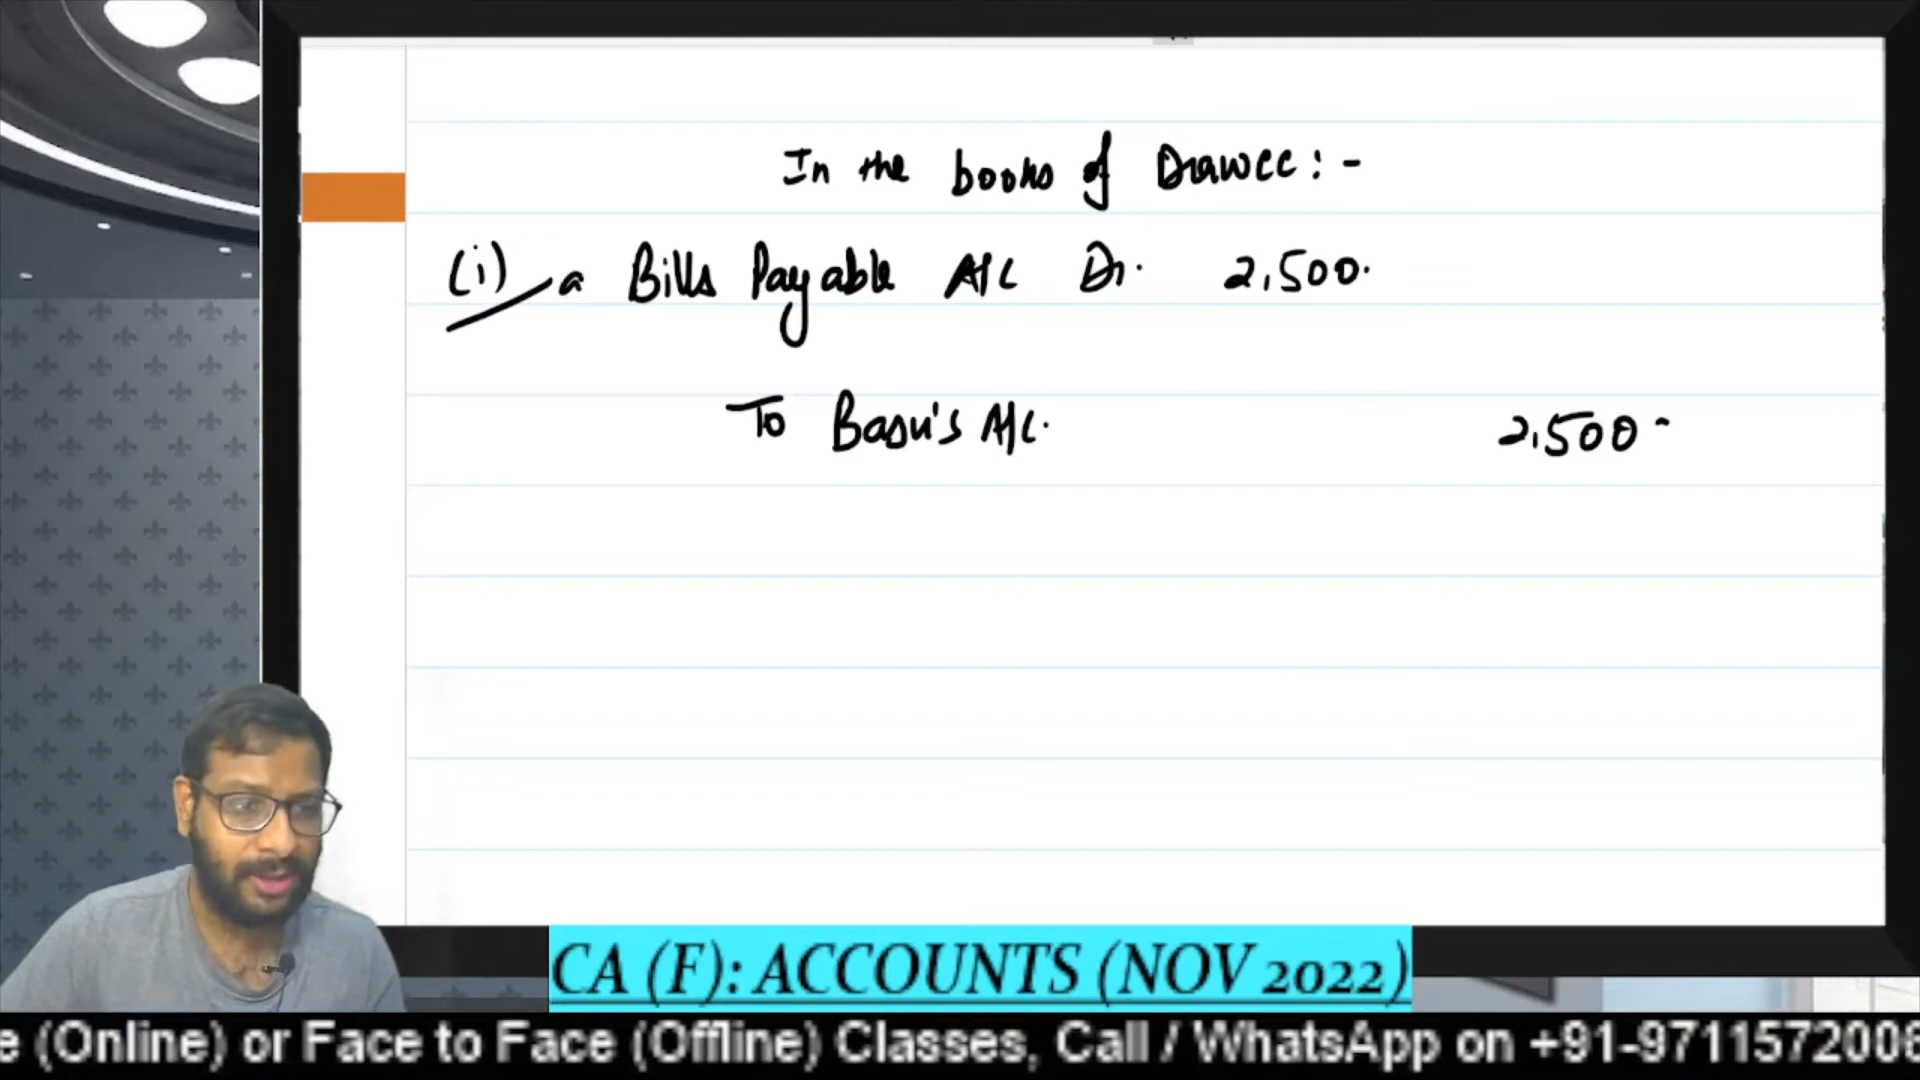 In the books of Drawee:-
(i) a Bills Payable A/c Dr. 2,500.
To Basu's A/c. 2,500-
CA (F): ACCOUNTS (NOV 2022)
e (Online) or Face to Face (Offline) Classes, Call / WhatsApp on +91-9711572006